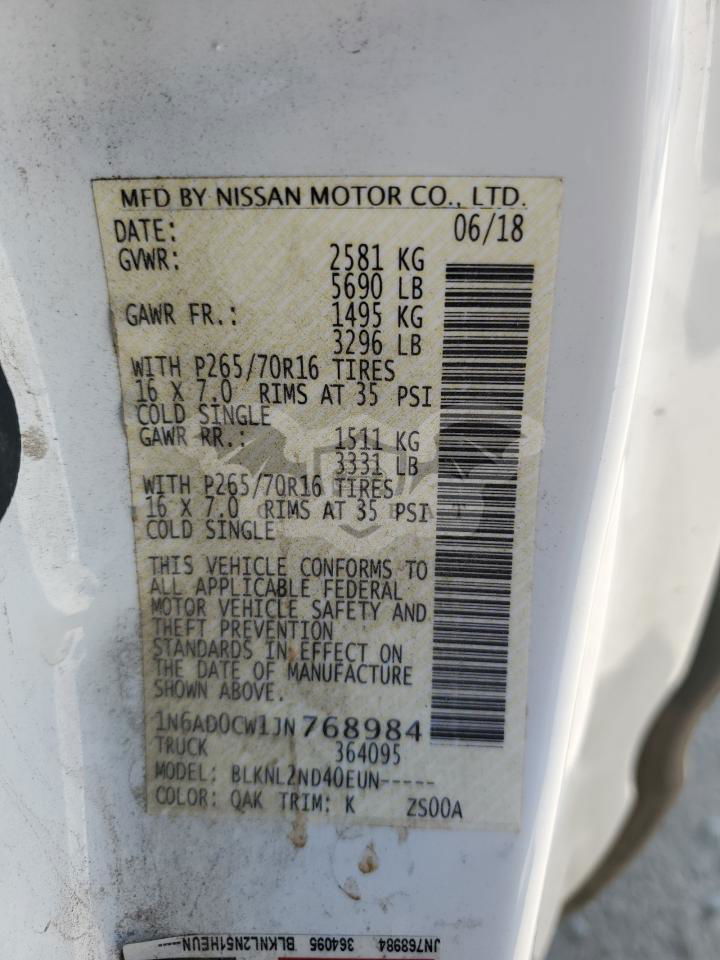 MFD BY NISSAN MOTOR CO., LTD.
DATE: 06/18
GVWR: 2581 KG
5690 LB
GAWR FR.: 1495 KG
3296 LB
WITH P265/70R16 TIRES
16 X 7.0 RIMS AT 35 PSI
COLD SINGLE
GAWR RR.: 1511 KG
3331 LB
WITH P265/70R16 TIRES
16 X 7.0 RIMS AT 35 PSI
COLD SINGLE
THIS VEHICLE CONFORMS TO
ALL APPLICABLE FEDERAL
MOTOR VEHICLE SAFETY AND
THEFT PREVENTION
STANDARDS IN EFFECT ON
THE DATE OF MANUFACTURE
SHOWN ABOVE.
1N6AD0CW1JN768984
TRUCK 364095
MODEL: BLKNL2ND40EUN-----
COLOR: QAK TRIM: K ZS00A
JN768984 364095 BLKNL2N51HEUN